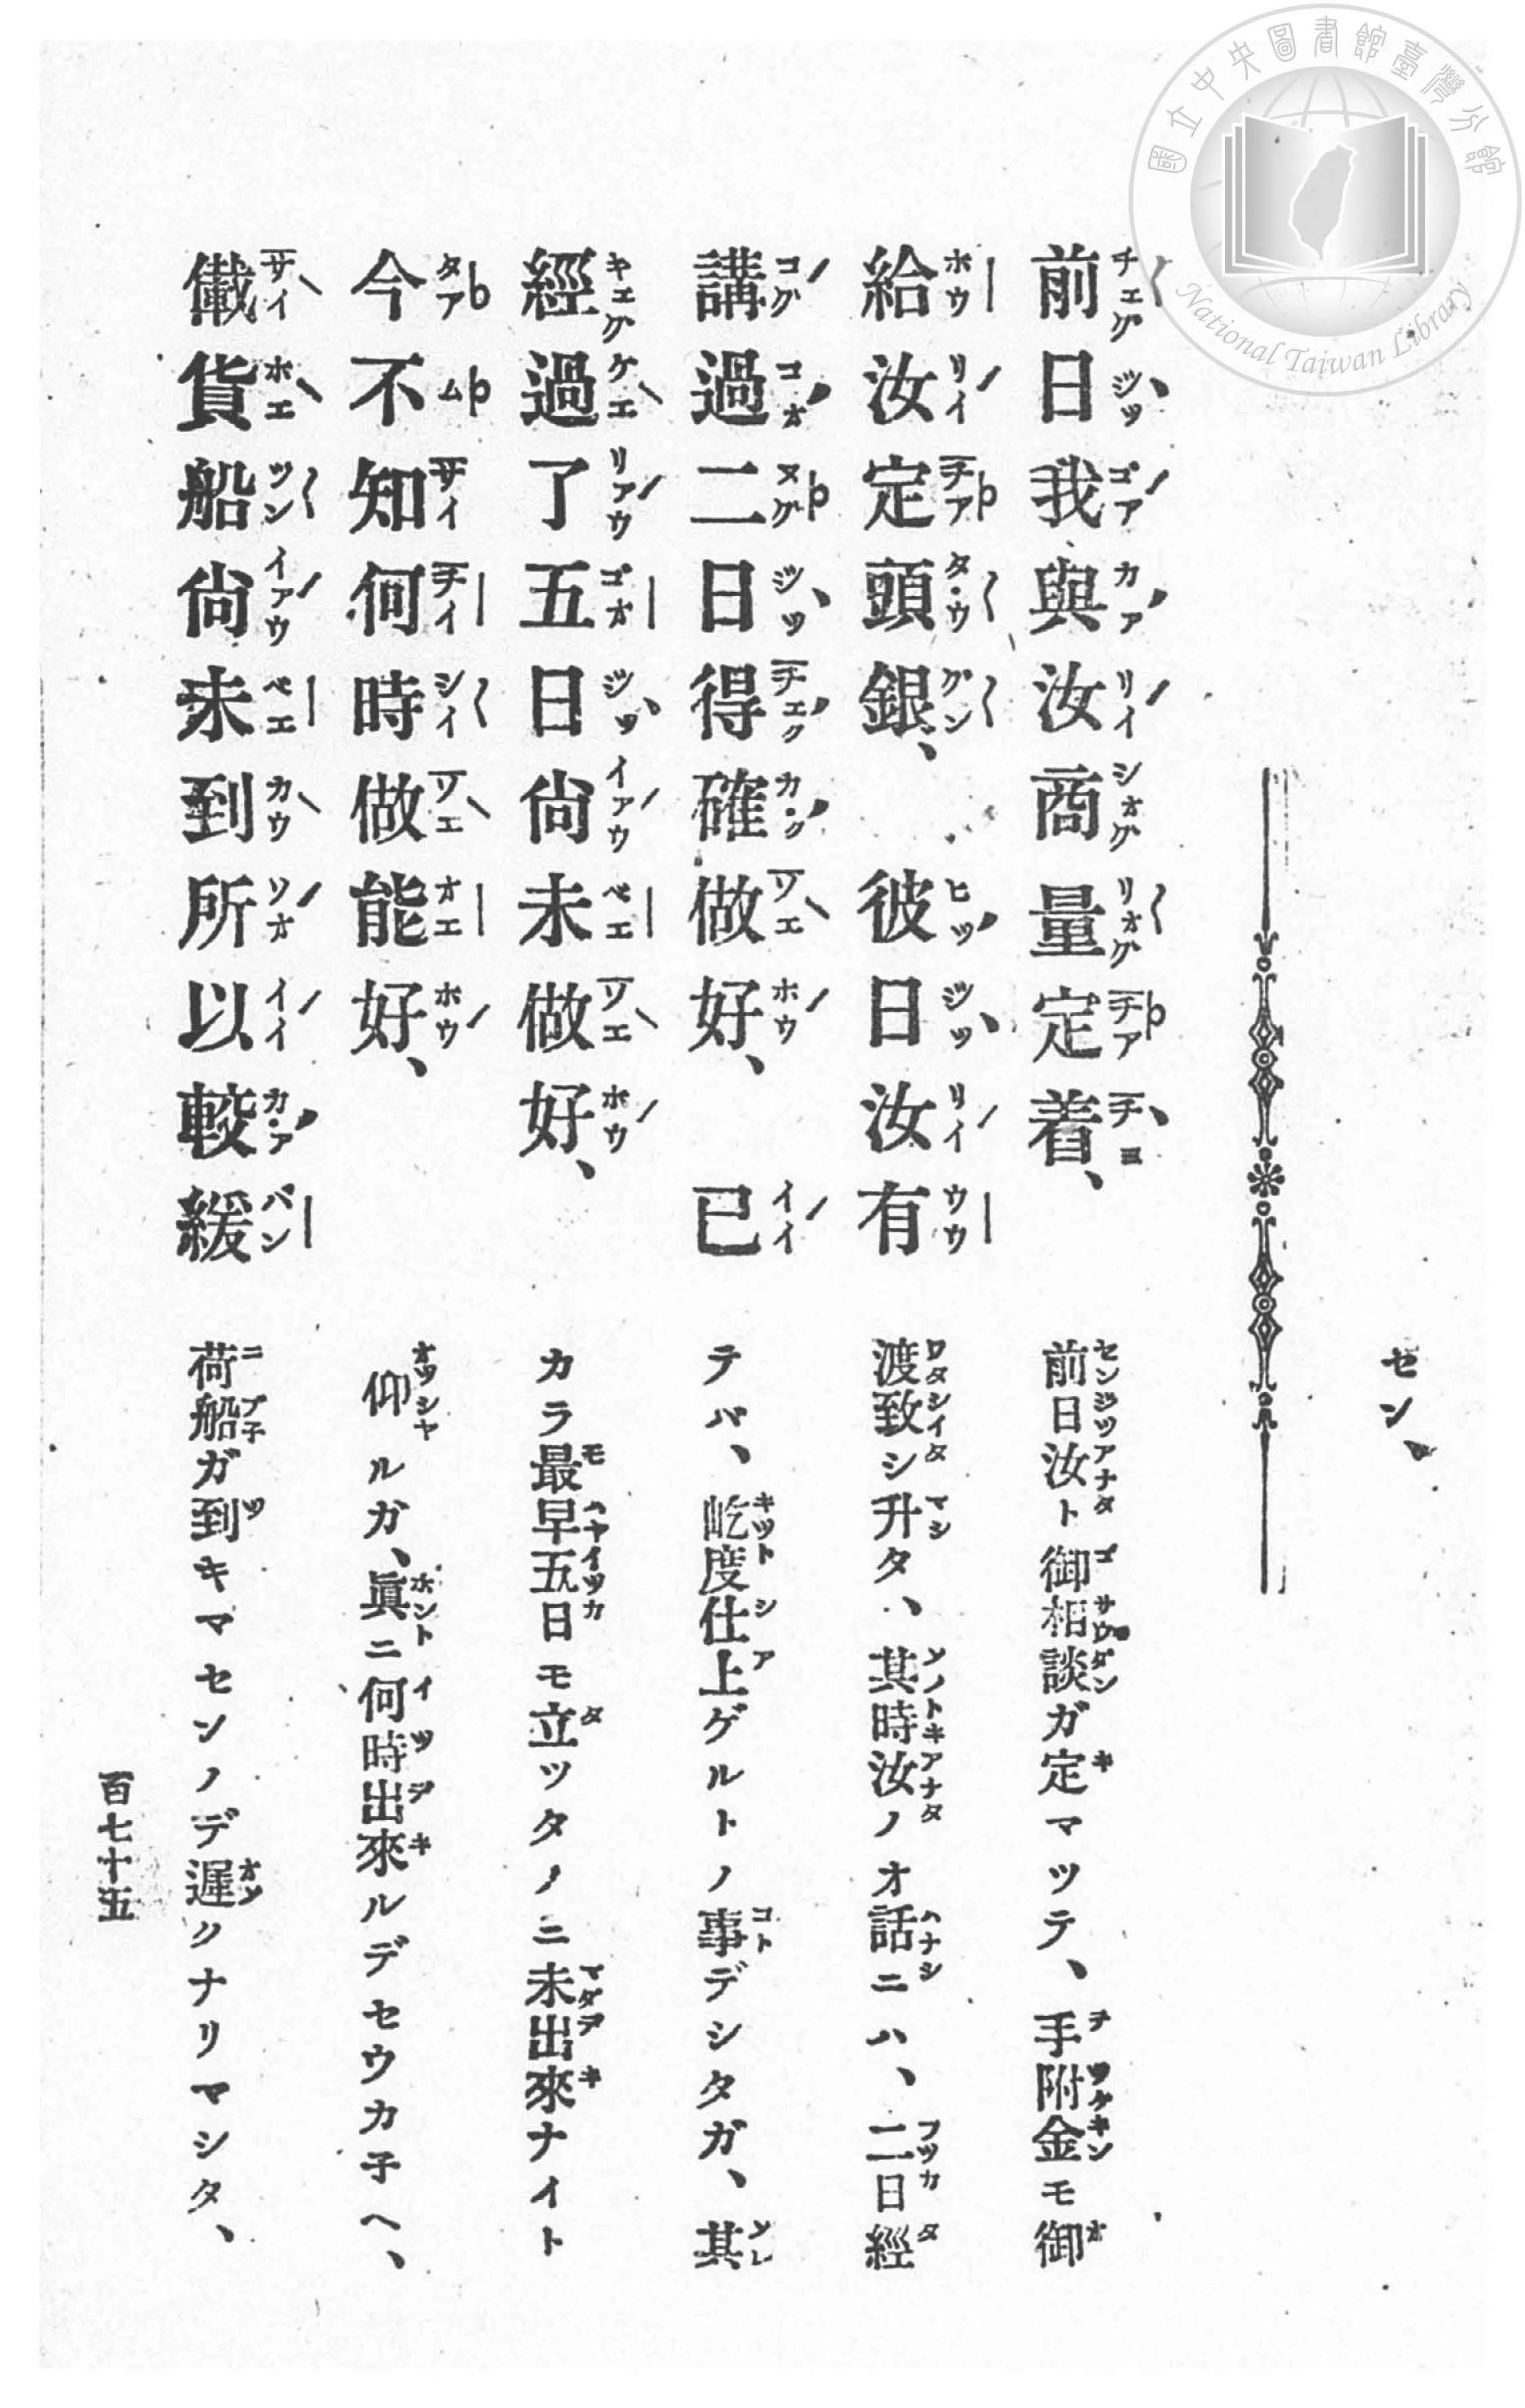 國立中央圖書館臺灣分館
National Taiwan Library
セン、
前日我與汝商量定着、
給汝定頭銀、彼日汝有
講過二日得確做好、已
經過了五日尙未做好、
今不知何時做能好、
儎貨船尙未到所以較緩
前日汝ト御相談ガ定マツテ、手附金モ御
渡致シ升タ、其時汝ノオ話ニハ、二日經
テバ、屹度仕上ゲルトノ事デシタガ、其
カラ最早五日モ立ツタノニ未出來ナイト
仰ルガ、眞ニ何時出來ルデセウカ子ヘ、
荷船ガ到キマセンノデ遲クナリマシタ、
百七十五